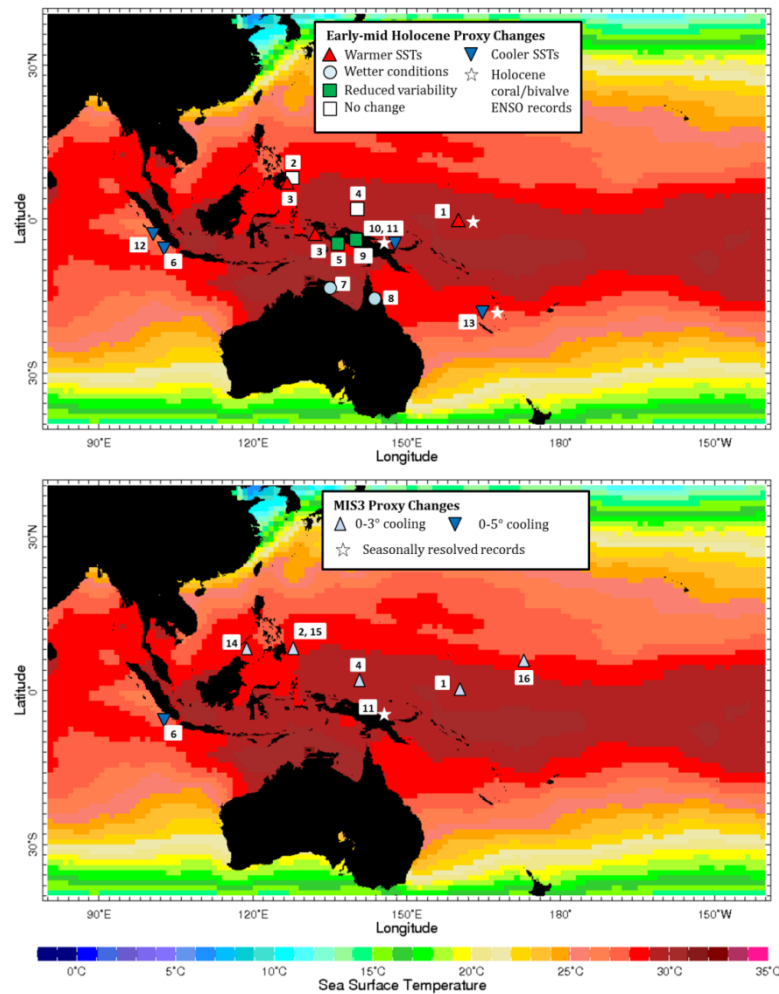 Early-mid Holocene Proxy Changes
Warmer SSTs
Cooler SSTs
Wetter conditions
Holocene
Reduced variability
coral/bivalve
No change
ENSO records
30°N
0°
30°S
Latitude
2
3
4
1
10, 11
12
6
3
5
9
7
8
13
90°E
120°E
150°E
180°
150°W
Longitude
MIS3 Proxy Changes
0-3° cooling
0-5° cooling
Seasonally resolved records
30°N
0°
30°S
Latitude
14
2, 15
4
1
16
11
6
90°E
120°E
150°E
180°
150°W
Longitude
0°C
5°C
10°C
15°C
20°C
25°C
30°C
35°C
Sea Surface Temperature